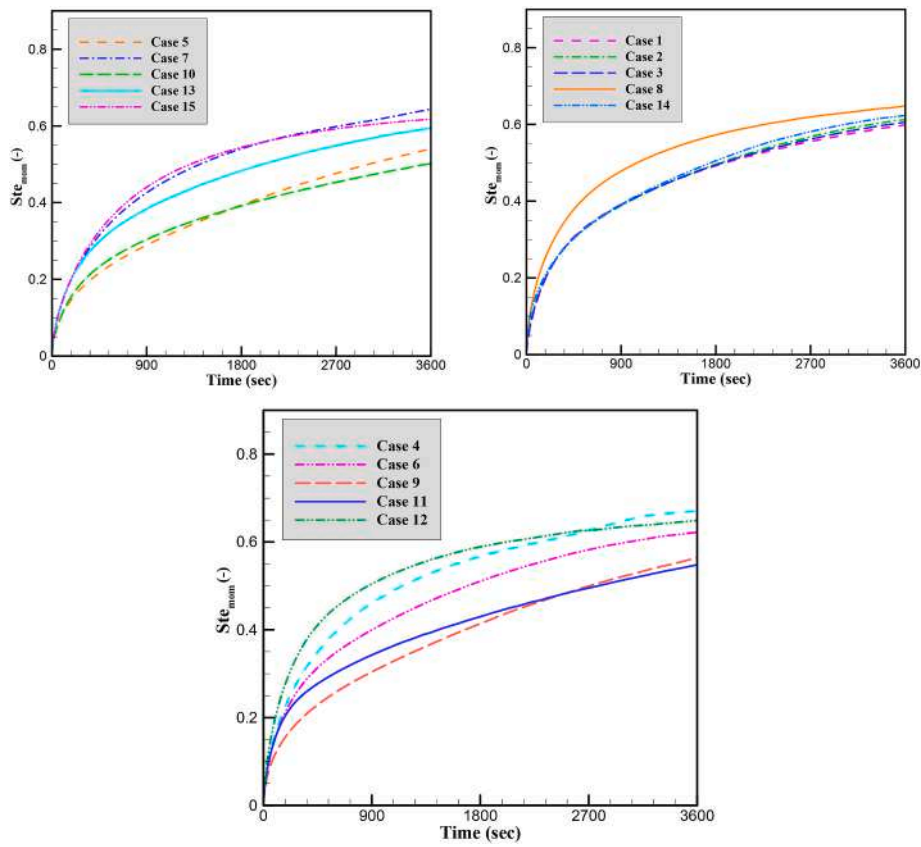 Case 5
Case 7
Case 10
Case 13
Case 15
0.8
0.6
0.4
0.2
0
Ste_mom (-)
0 900 1800 2700 3600
Time (sec)
Case 1
Case 2
Case 3
Case 8
Case 14
0.8
0.6
0.4
0.2
0
Ste_mom (-)
0 900 1800 2700 3600
Time (sec)
Case 4
Case 6
Case 9
Case 11
Case 12
0.8
0.6
0.4
0.2
0
Ste_mom (-)
0 900 1800 2700 3600
Time (sec)